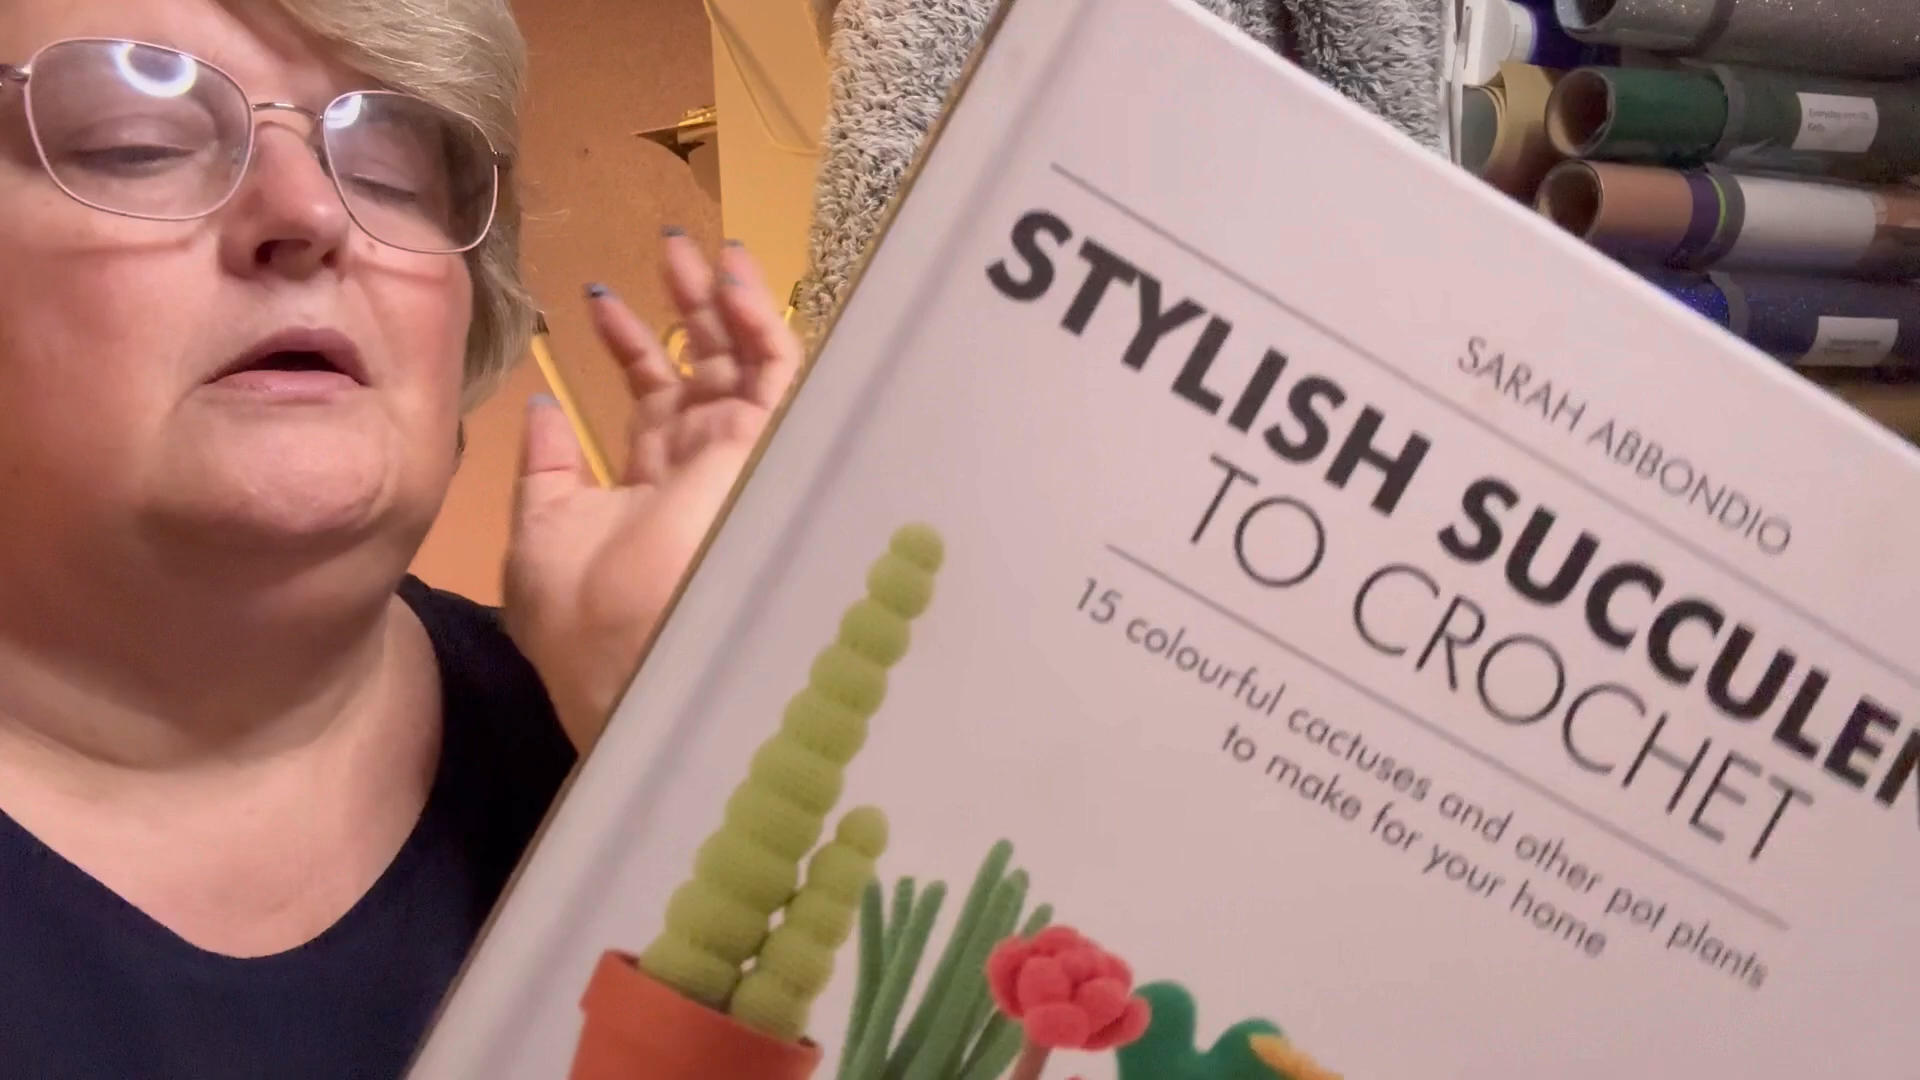 SARAH ABBONDIO
STYLISH SUCCULEN
TO CROCHET
15 colourful cactuses and other pot plants
to make for your home